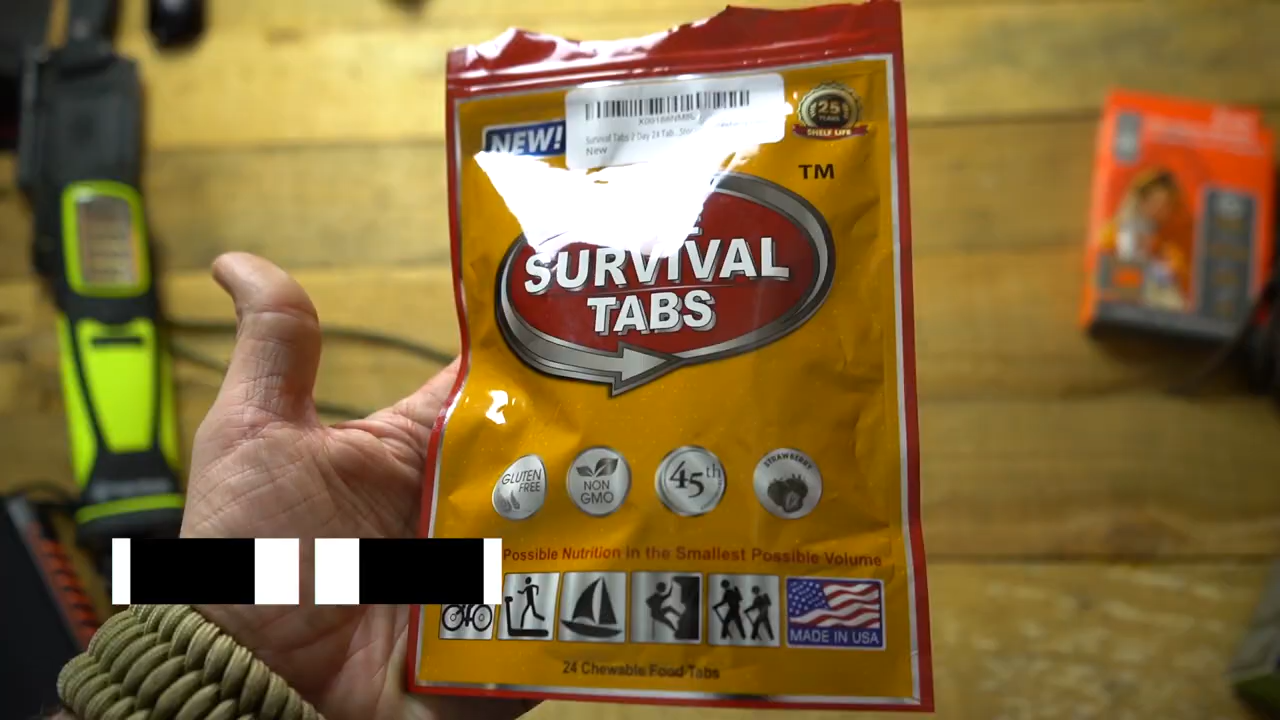 NEW!
Survival Tabs 2 Day 24 Tab
New
25
YEARS
SHELF LIFE
TM
SURVIVAL
TABS
GLUTEN
FREE
NON
GMO
45th
STRAWBERRY
Possible Nutrition in the Smallest Possible Volume
MADE IN USA
24 Chewable Food Tabs